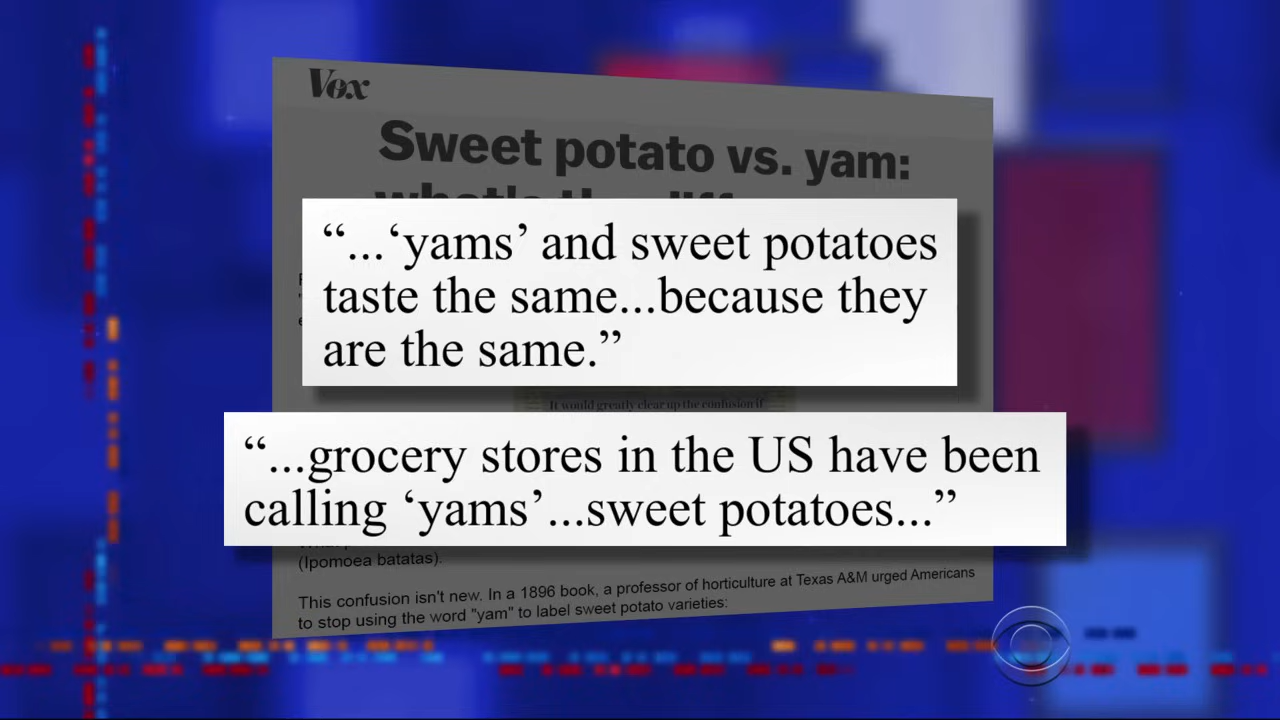 Vox
Sweet potato vs. yam:
“...‘yams’ and sweet potatoes
taste the same...because they
are the same.”
It would greatly clear up the confusion if
“...grocery stores in the US have been
calling ‘yams’...sweet potatoes...”
(Ipomoea batatas).
This confusion isn't new. In a 1896 book, a professor of horticulture at Texas A&M urged Americans
to stop using the word "yam" to label sweet potato varieties: